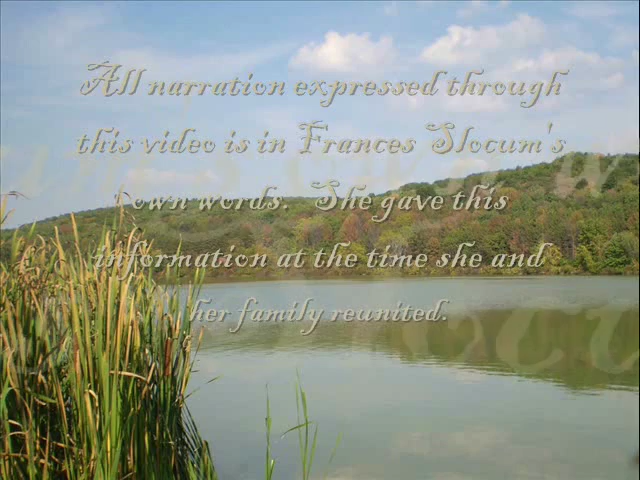 All narration expressed through
this video is in Frances Slocum's
own words. She gave this
information at the time she and
her family reunited.